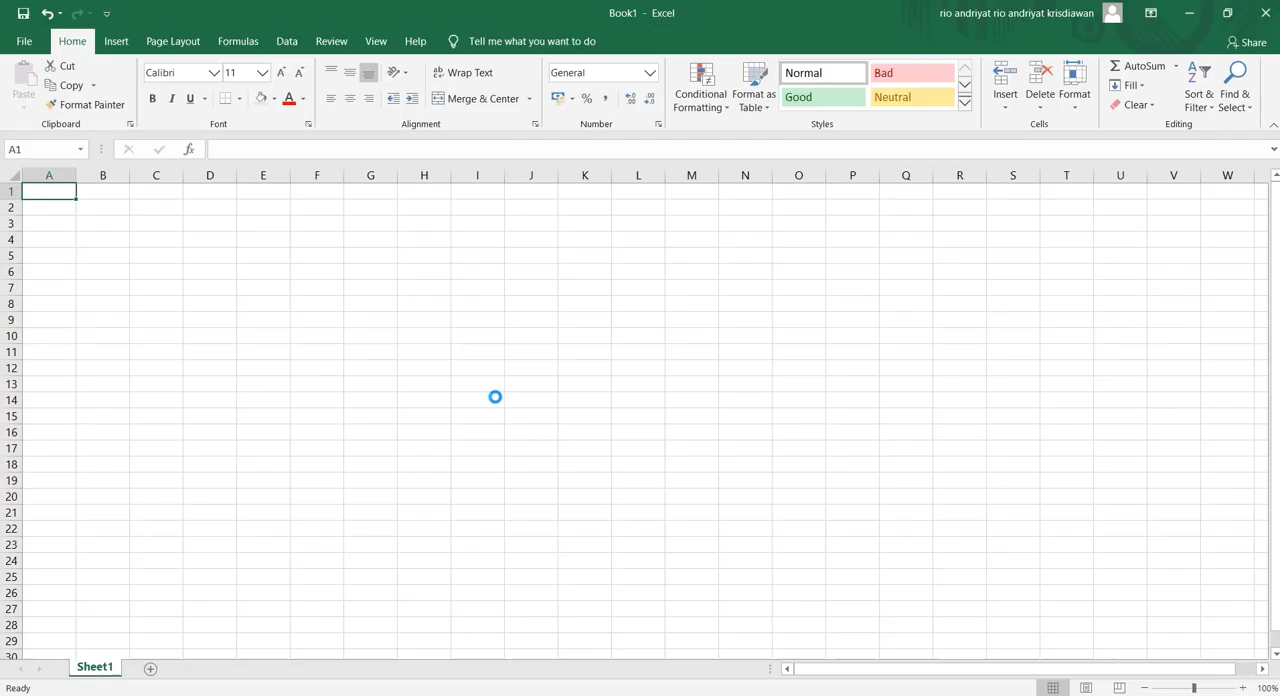 Book1 - Excel
rio andriyat rio andriyat krisdiawan
File Home Insert Page Layout Formulas Data Review View Help Tell me what you want to do Share
Paste
Cut
Copy
Format Painter
Clipboard
Calibri 11
B I U
Font
Wrap Text
Merge & Center
Alignment
General
%
Number
Conditional Formatting
Format as Table
Normal Bad
Good Neutral
Styles
Insert Delete Format
Cells
AutoSum
Fill
Clear
Sort & Filter
Find & Select
Editing
A1 fx
A B C D E F G H I J K L M N O P Q R S T U V W
1
2
3
4
5
6
7
8
9
10
11
12
13
14
15
16
17
18
19
20
21
22
23
24
25
26
27
28
29
30
Sheet1
Ready 100%